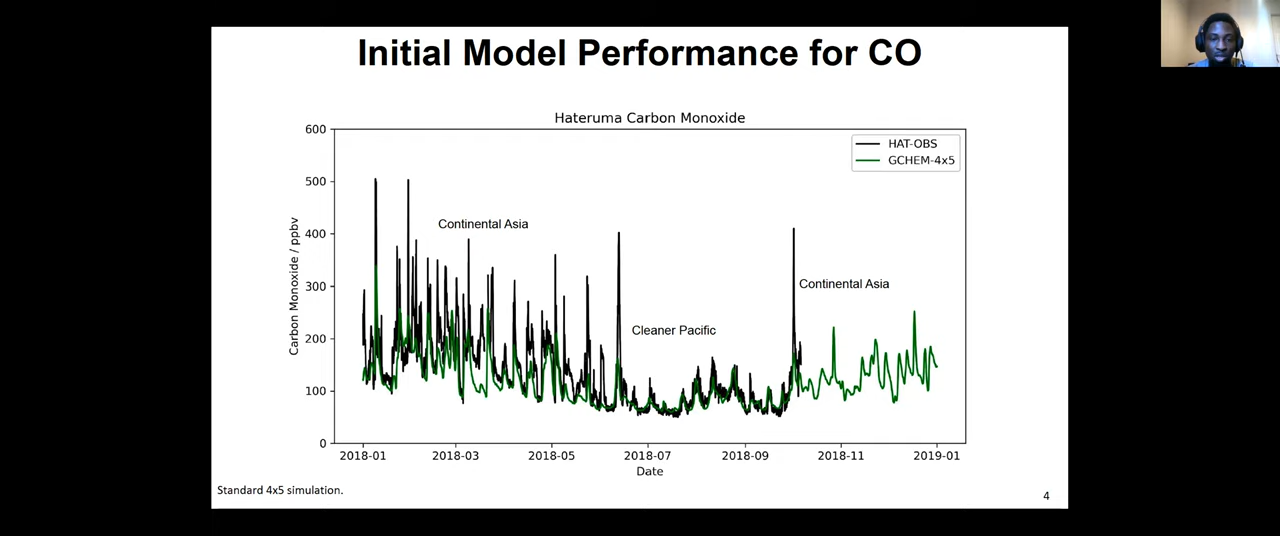 Initial Model Performance for CO
Hateruma Carbon Monoxide
600
500
400
300
200
100
0
Carbon Monoxide / ppbv
HAT-OBS
GCHEM-4x5
Continental Asia
Continental Asia
Cleaner Pacific
2018-01 2018-03 2018-05 2018-07 2018-09 2018-11 2019-01
Date
Standard 4x5 simulation.
4